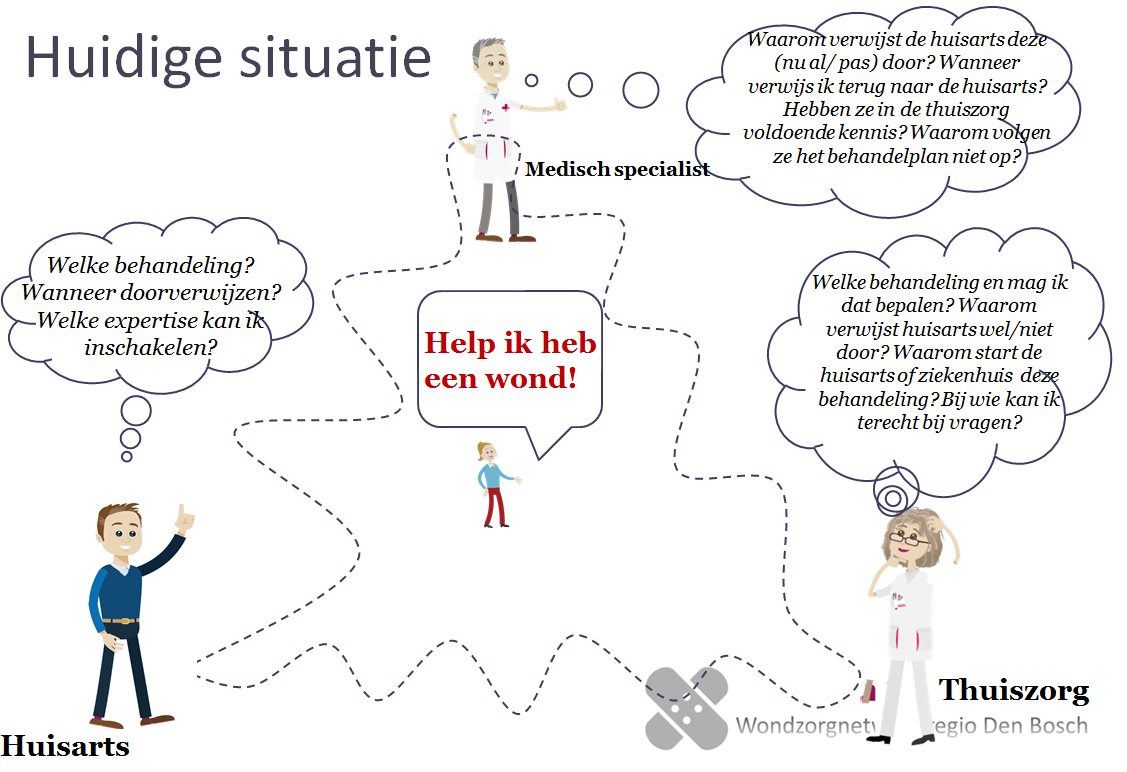 Huidige situatie
Waarom verwijst de huisarts deze
(nu al/ pas) door? Wanneer
verwijs ik terug naar de huisarts?
Hebben ze in de thuiszorg
voldoende kennis? Waarom volgen
ze het behandelplan niet op?
Medisch specialist
Welke behandeling?
Wanneer doorverwijzen?
Welke expertise kan ik
inschakelen?
Help ik heb
een wond!
Welke behandeling en mag ik
dat bepalen? Waarom
verwijst huisarts wel/niet
door? Waarom start de
huisarts of ziekenhuis deze
behandeling? Bij wie kan ik
terecht bij vragen?
Thuiszorg
regio Den Bosch
Huisarts